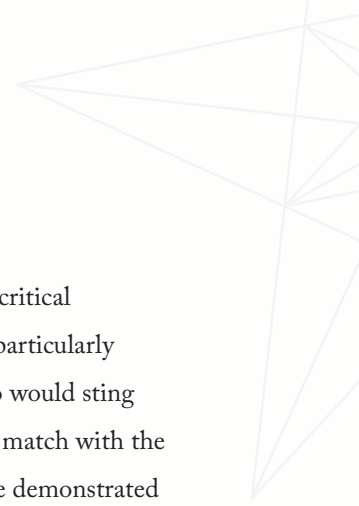 critical
particularly
would sting
match with the
demonstrated